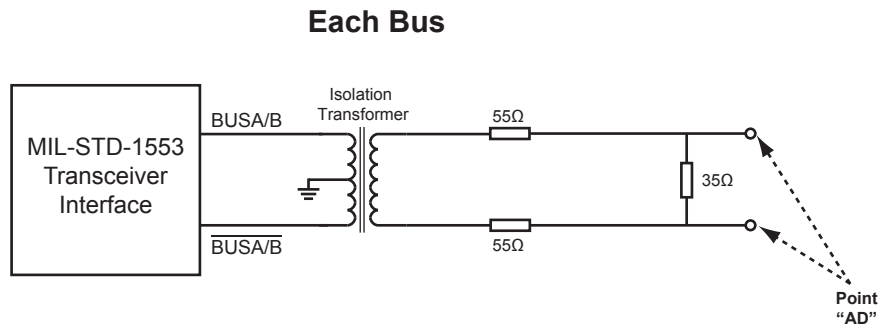 Each Bus
MIL-STD-1553
Transceiver
Interface
BUSA/B
BUSA/B
Isolation
Transformer
55Ω
55Ω
35Ω
Point
“AD”